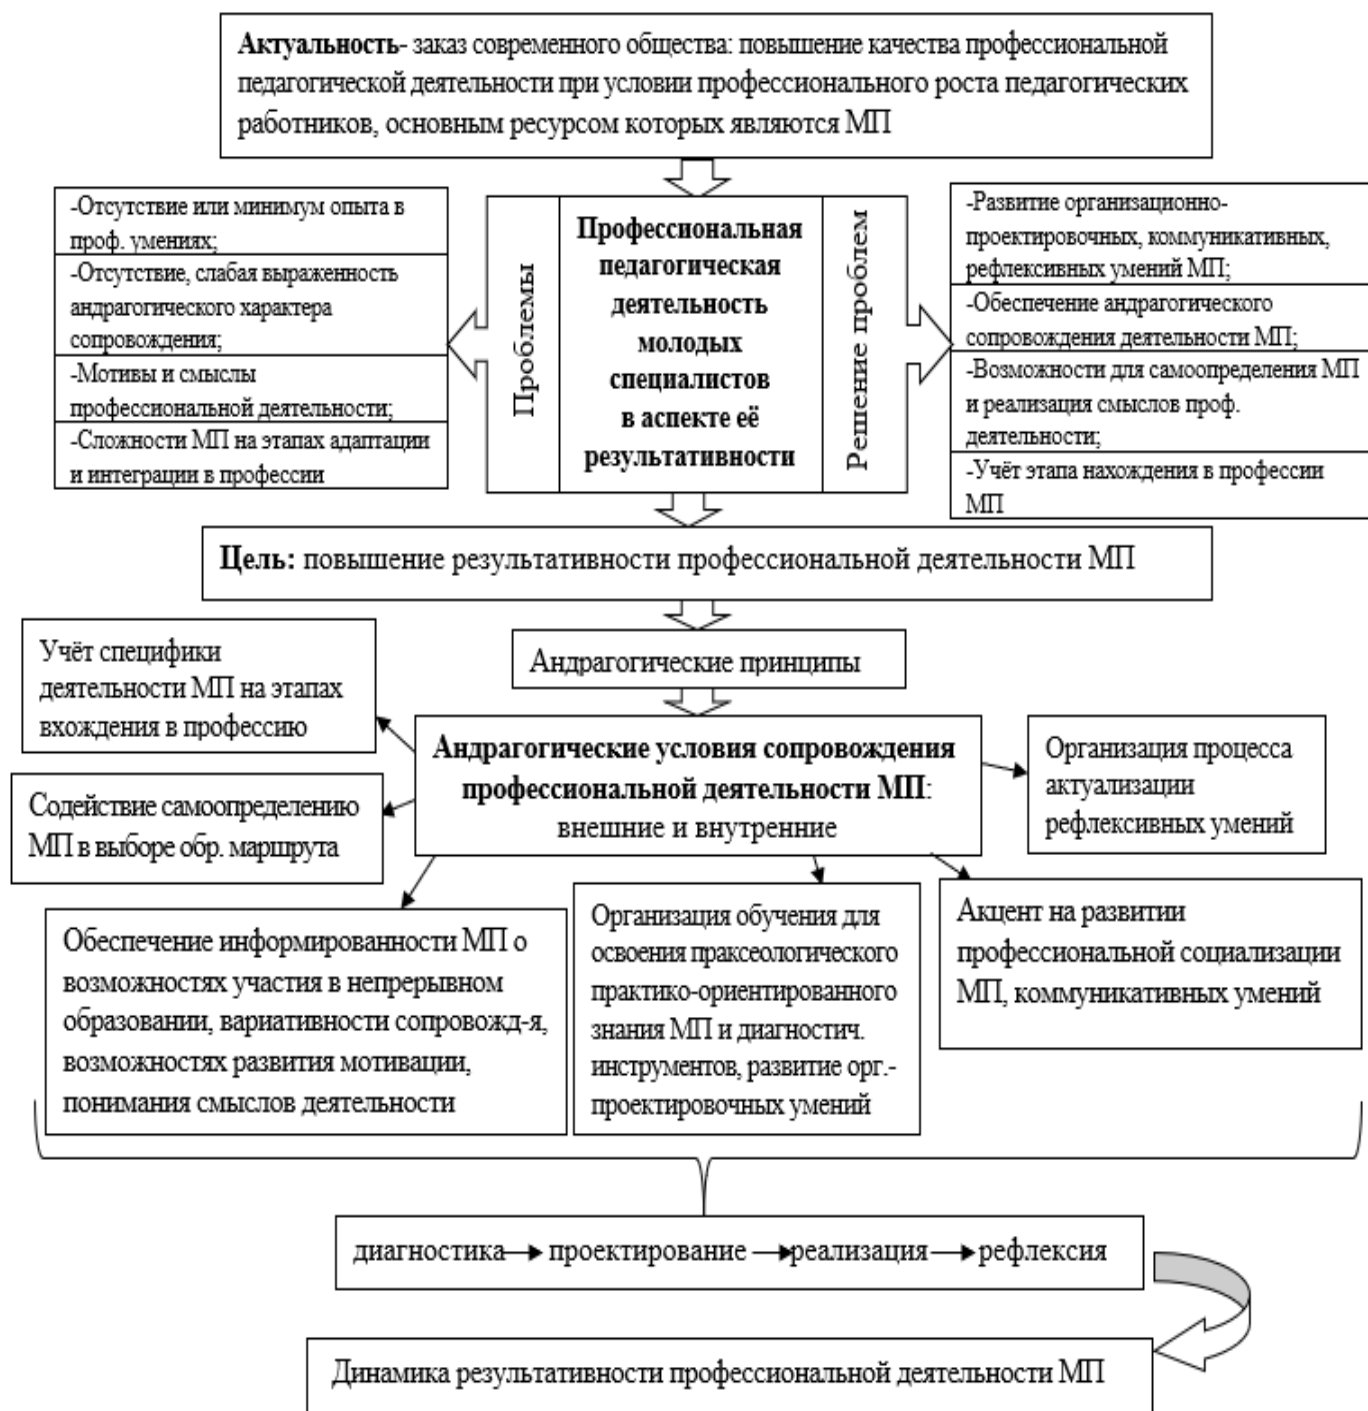 Актуальность- заказ современного общества: повышение качества профессиональной
педагогической деятельности при условии профессионального роста педагогических
работников, основным ресурсом которых являются МП
-Отсутствие или минимум опыта в
проф. умениях;
-Отсутствие, слабая выраженность
андрагогического характера
сопровождения;
-Мотивы и смыслы
профессиональной деятельности;
-Сложности МП на этапах адаптации
и интеграции в профессии
Проблемы
Профессиональная
педагогическая
деятельность
молодых
специалистов
в аспекте её
результативности
Решение проблем
-Развитие организационно-
проектировочных, коммуникативных,
рефлексивных умений МП;
-Обеспечение андрагогического
сопровождения деятельности МП;
-Возможности для самоопределения МП
и реализация смыслов проф.
деятельности;
-Учёт этапа нахождения в профессии
МП
Цель: повышение результативности профессиональной деятельности МП
Андрагогические принципы
Учёт специфики
деятельности МП на этапах
вхождения в профессию
Андрагогические условия сопровождения
профессиональной деятельности МП:
внешние и внутренние
Организация процесса
актуализации
рефлексивных умений
Содействие самоопределению
МП в выборе обр. маршрута
Обеспечение информированности МП о
возможностях участия в непрерывном
образовании, вариативности сопровожд-я,
возможностях развития мотивации,
понимания смыслов деятельности
Организация обучения для
освоения праксеологического
практико-ориентированного
знания МП и диагностич.
инструментов, развитие орг.-
проектировочных умений
Акцент на развитии
профессиональной социализации
МП, коммуникативных умений
диагностика проектирование реализация рефлексия
Динамика результативности профессиональной деятельности МП